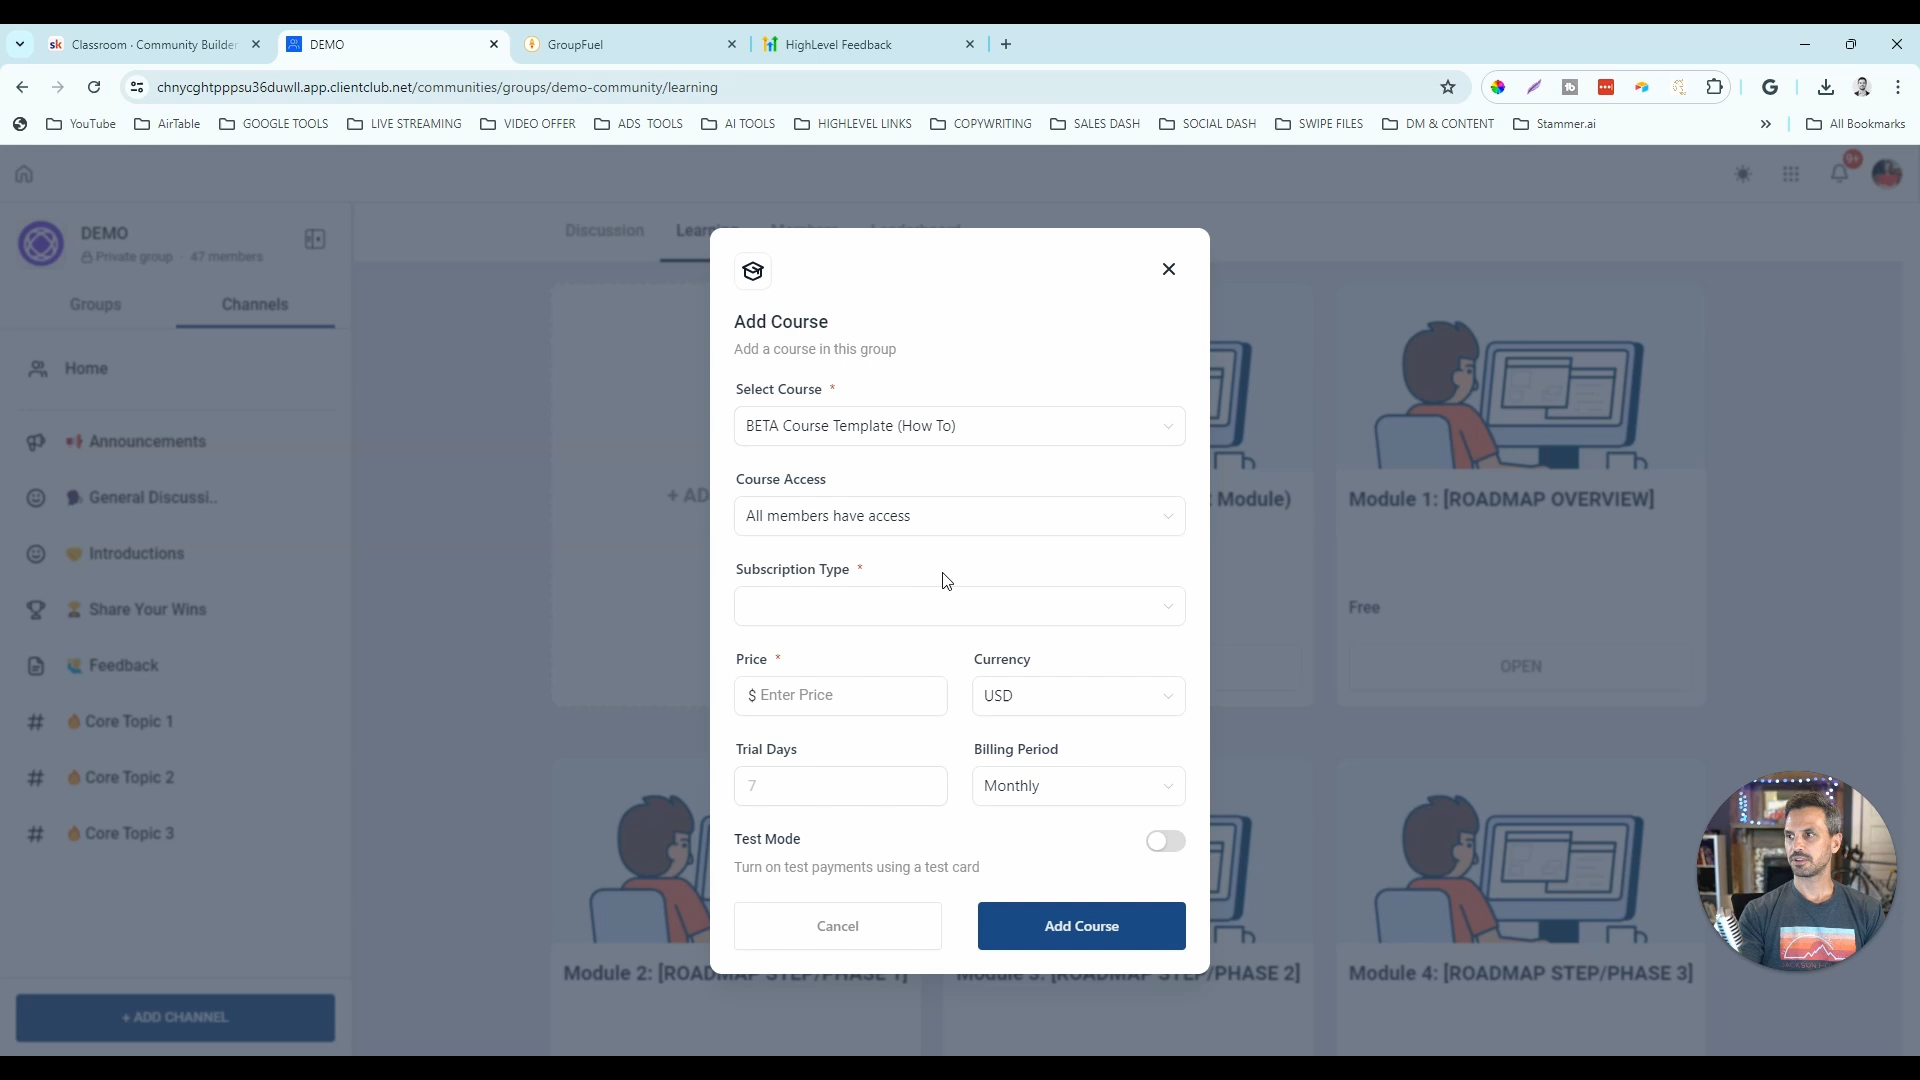 sk Classroom · Community Builder
DEMO
GroupFuel
HighLevel Feedback
chnycghtpppsu36duwll.app.clientclub.net/communities/groups/demo-community/learning
YouTube
AirTable
GOOGLE TOOLS
LIVE STREAMING
VIDEO OFFER
ADS TOOLS
AI TOOLS
HIGHLEVEL LINKS
COPYWRITING
SALES DASH
SOCIAL DASH
SWIPE FILES
DM & CONTENT
Stammer.ai
»
All Bookmarks
9+
DEMO
Private group · 47 members
Groups
Channels
Home
Announcements
General Discussi..
Introductions
Share Your Wins
Feedback
# Core Topic 1
# Core Topic 2
# Core Topic 3
+ ADD CHANNEL
Discussion
Learning
Members
Leaderboard
+ AD
Add Course
Add a course in this group
Select Course *
BETA Course Template (How To)
Course Access
All members have access
Subscription Type *
Price *
Currency
$ Enter Price
USD
Trial Days
Billing Period
7
Monthly
Test Mode
Turn on test payments using a test card
Cancel
Add Course
Module)
Module 1: [ROADMAP OVERVIEW]
Free
OPEN
Module 2: [ROADMAP STEP/PHASE 1]
Module 3: [ROADMAP STEP/PHASE 2]
Module 4: [ROADMAP STEP/PHASE 3]